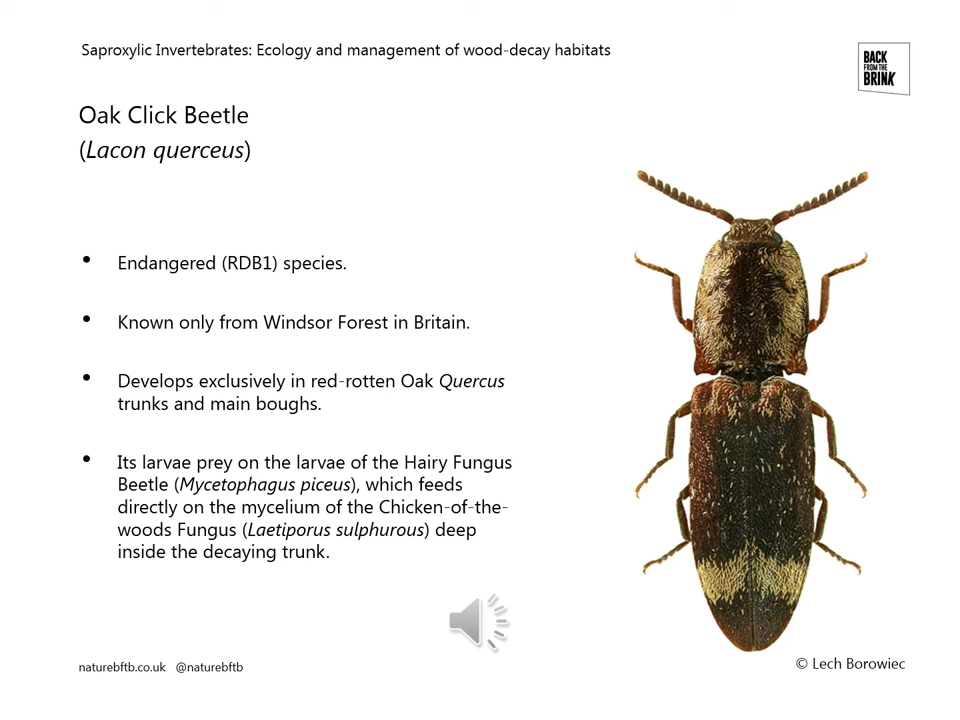 Saproxylic Invertebrates: Ecology and management of wood-decay habitats
BACK
FROM THE
BRINK
Oak Click Beetle
(Lacon querceus)
• Endangered (RDB1) species.
• Known only from Windsor Forest in Britain.
• Develops exclusively in red-rotten Oak Quercus
trunks and main boughs.
• Its larvae prey on the larvae of the Hairy Fungus
Beetle (Mycetophagus piceus), which feeds
directly on the mycelium of the Chicken-of-the-
woods Fungus (Laetiporus sulphurous) deep
inside the decaying trunk.
naturebftb.co.uk @naturebftb
© Lech Borowiec